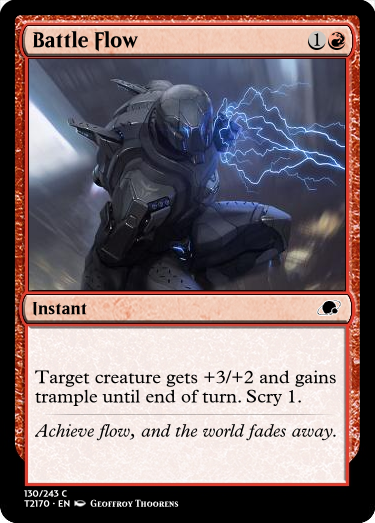 Battle Flow 1
Instant
Target creature gets +3/+2 and gains
trample until end of turn. Scry 1.
Achieve flow, and the world fades away.
130/243 C
T2170 • EN Geoffroy Thoorens